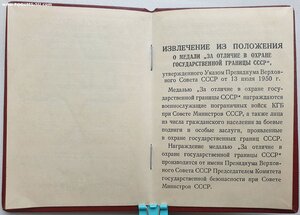 ИЗВЛЕЧЕНИЕ ИЗ ПОЛОЖЕНИЯ
О МЕДАЛИ „ЗА ОТЛИЧИЕ В ОХРАНЕ
ГОСУДАРСТВЕННОЙ ГРАНИЦЫ СССР“,
утвержденного Указом Президиума Верхов-
ного Совета СССР от 13 июля 1950 г.
Медалью „За отличие в охране госу-
дарственной границы СССР“ награждаются
военнослужащие пограничных войск КГБ
при Совете Министров СССР, а также лица
из числа гражданского населения за боевые
подвиги и особые заслуги, проявленные
в охране государственной границы СССР.
Награждение медалью „За отличие
в охране государственной границы СССР“
производится от имени Президиума Верхов-
ного Совета СССР Председателем Комитета
государственной безопасности при Совете
Министров СССР.